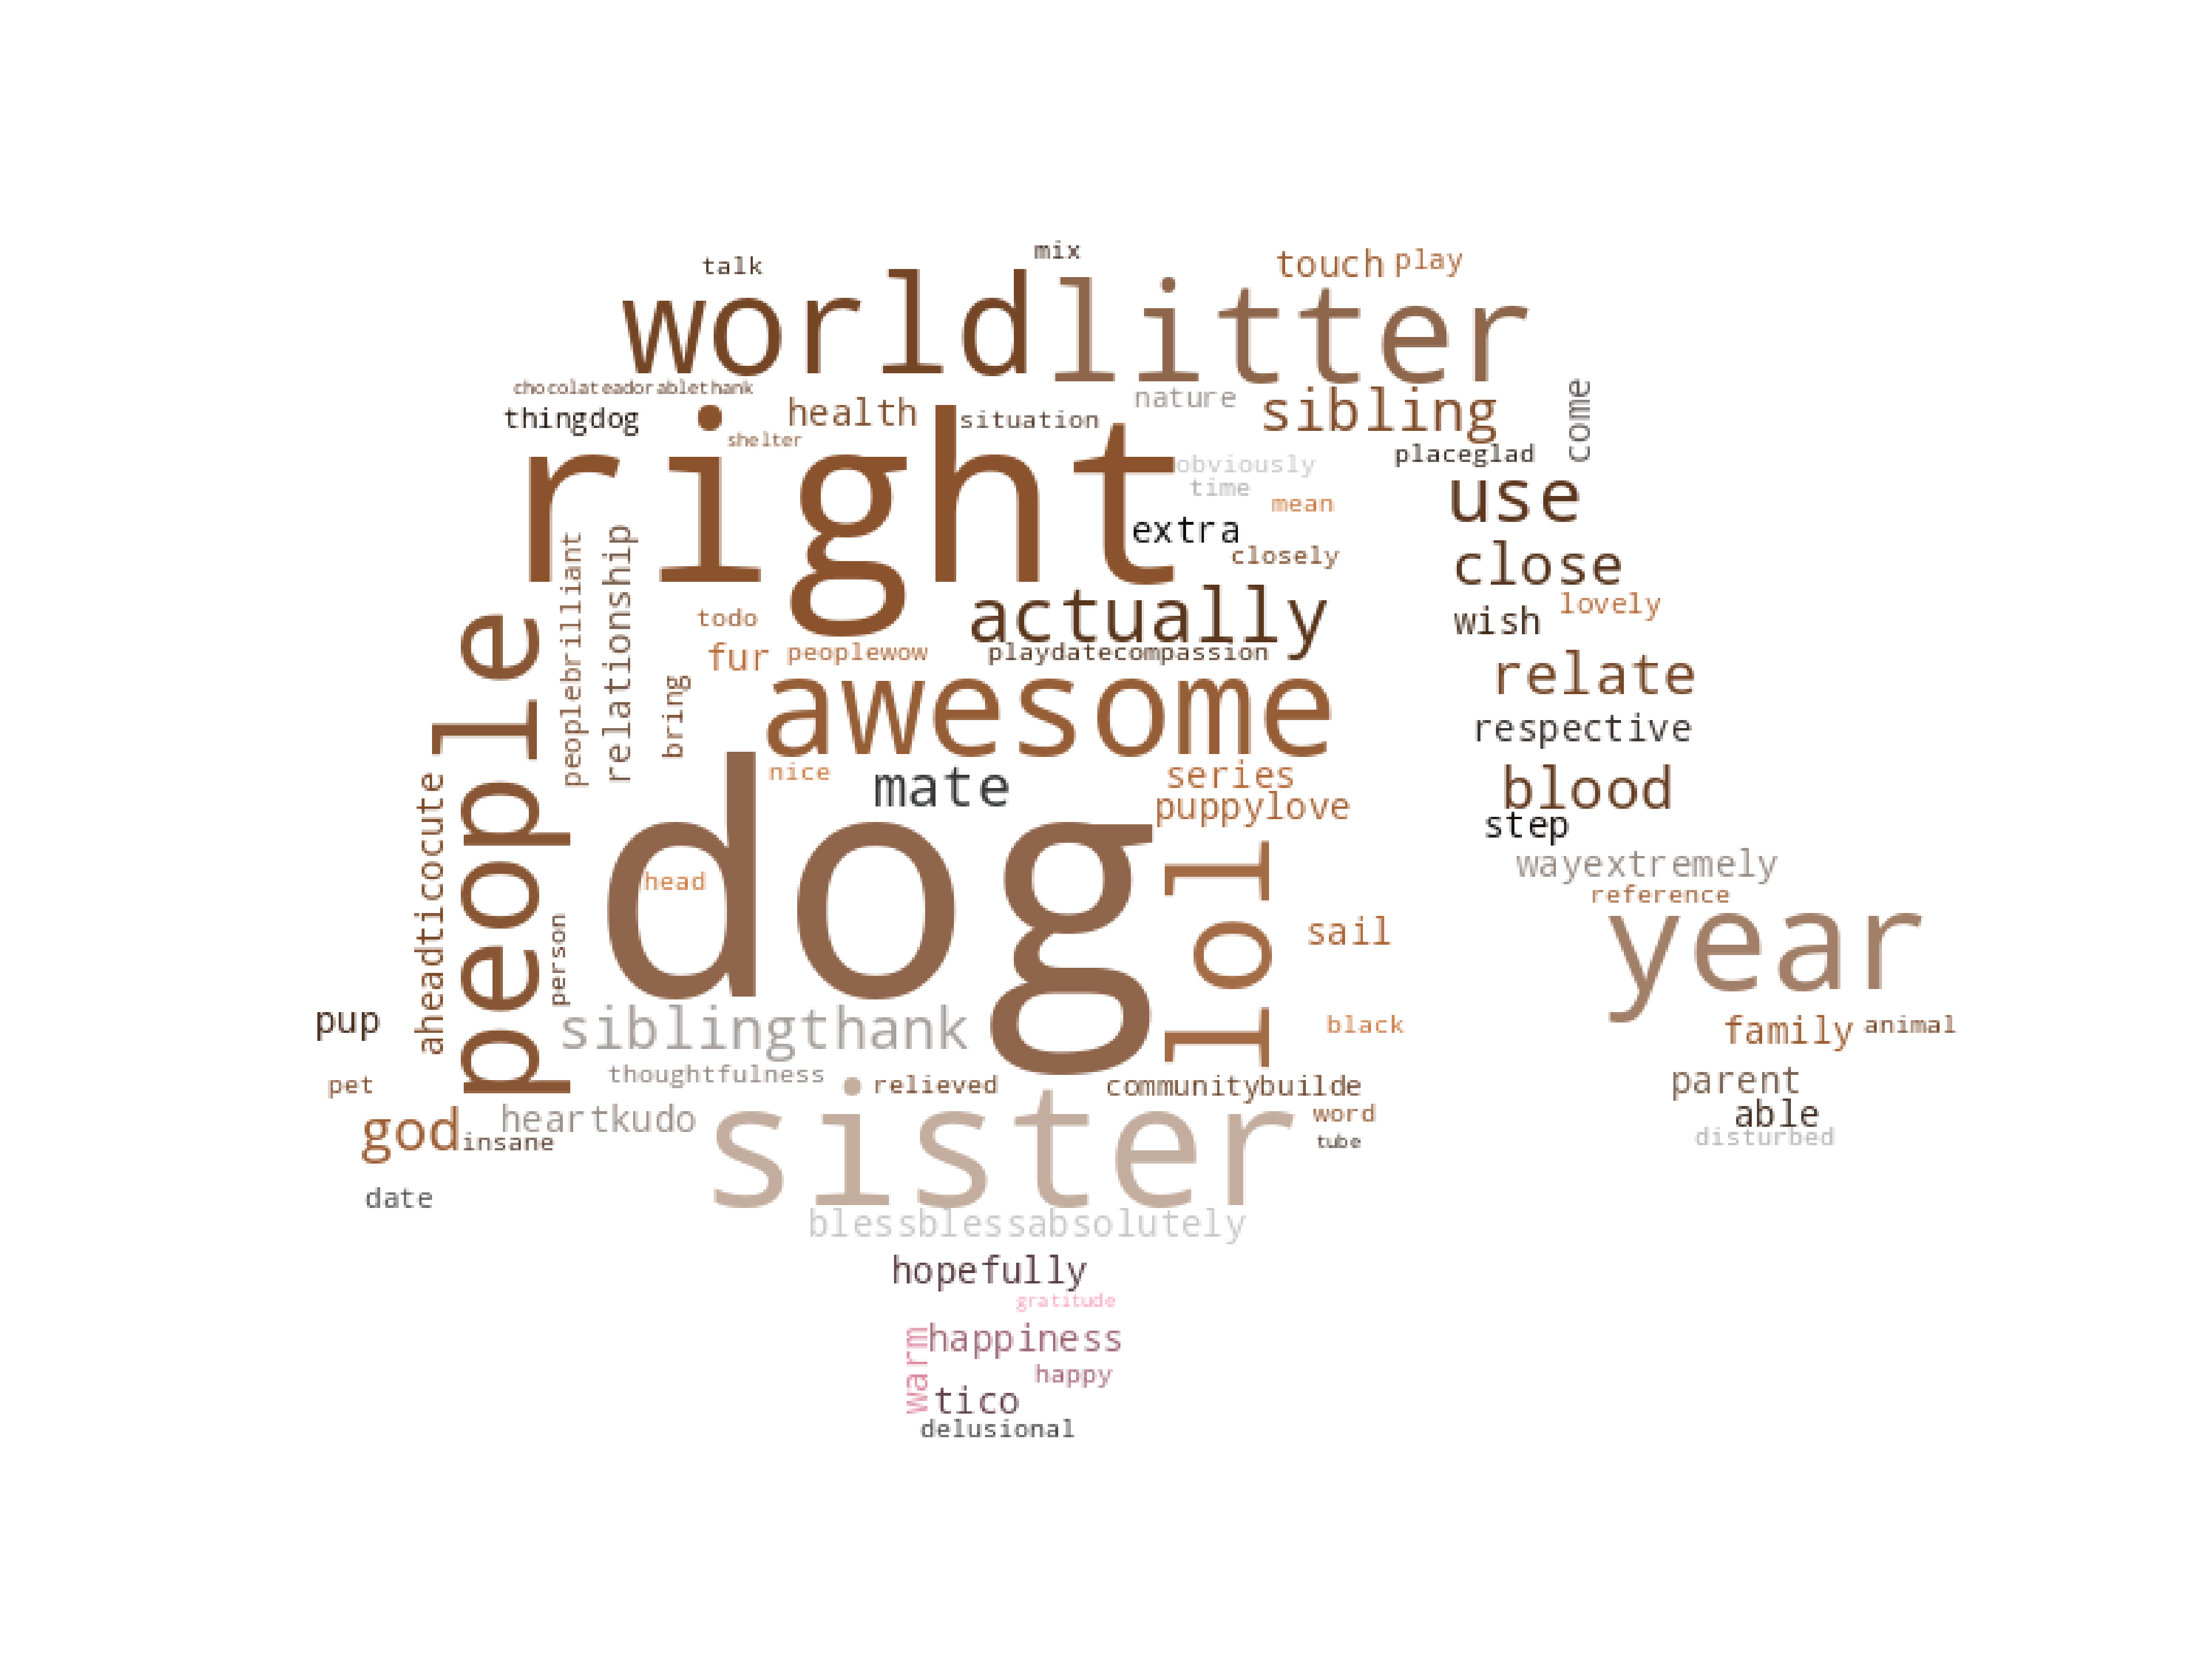 mix
talk
touch
play
world
litter
chocolateadorablethank
thingdog
health
situation
nature
sibling
come
shelter
right
obviously
placeglad
time
mean
use
extra
closely
close
peoplebrilliant
relationship
todo
actually
wish
lovely
fur
peoplewow
playdatecompassion
people
bring
awesome
relate
respective
nice
mate
series
blood
puppylove
step
aheadticocute
dog
head
lol
wayextremely
reference
person
sail
year
pup
siblingthank
black
family
animal
pet
thoughtfulness
relieved
communitybuilde
parent
god
insane
heartkudo
sister
word
able
tube
disturbed
date
blessblessabsolutely
hopefully
gratitude
warm
happiness
happy
tico
delusional